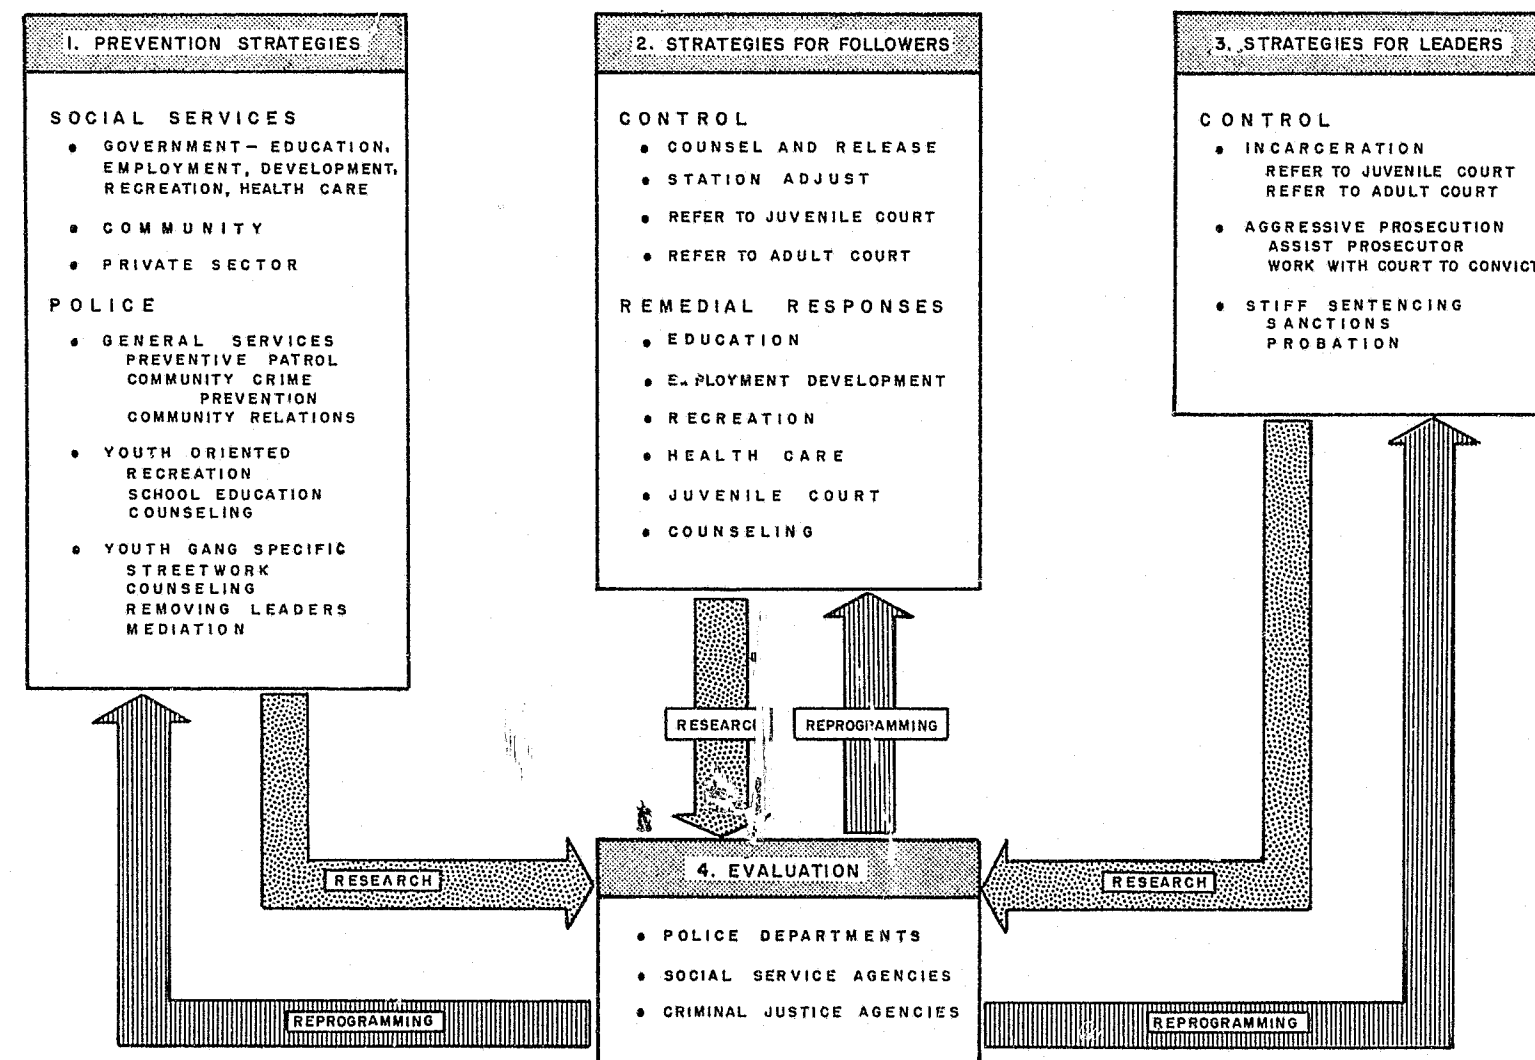 1. PREVENTION STRATEGIES
SOCIAL SERVICES
• GOVERNMENT – EDUCATION,
EMPLOYMENT, DEVELOPMENT,
RECREATION, HEALTH CARE
• COMMUNITY
• PRIVATE SECTOR
POLICE
• GENERAL SERVICES
PREVENTIVE PATROL
COMMUNITY CRIME
PREVENTION
COMMUNITY RELATIONS
• YOUTH ORIENTED
RECREATION
SCHOOL EDUCATION
COUNSELING
• YOUTH GANG SPECIFIC
STREETWORK
COUNSELING
REMOVING LEADERS
MEDIATION
2. STRATEGIES FOR FOLLOWERS
CONTROL
• COUNSEL AND RELEASE
• STATION ADJUST
• REFER TO JUVENILE COURT
• REFER TO ADULT COURT
REMEDIAL RESPONSES
• EDUCATION
• EMPLOYMENT DEVELOPMENT
• RECREATION
• HEALTH CARE
• JUVENILE COURT
• COUNSELING
3. STRATEGIES FOR LEADERS
CONTROL
• INCARCERATION
REFER TO JUVENILE COURT
REFER TO ADULT COURT
• AGGRESSIVE PROSECUTION
ASSIST PROSECUTOR
WORK WITH COURT TO CONVICT
• STIFF SENTENCING
SANCTIONS
PROBATION
RESEARCH
REPROGRAMMING
RESEARCH
RESEARCH
4. EVALUATION
• POLICE DEPARTMENTS
• SOCIAL SERVICE AGENCIES
• CRIMINAL JUSTICE AGENCIES
REPROGRAMMING
REPROGRAMMING